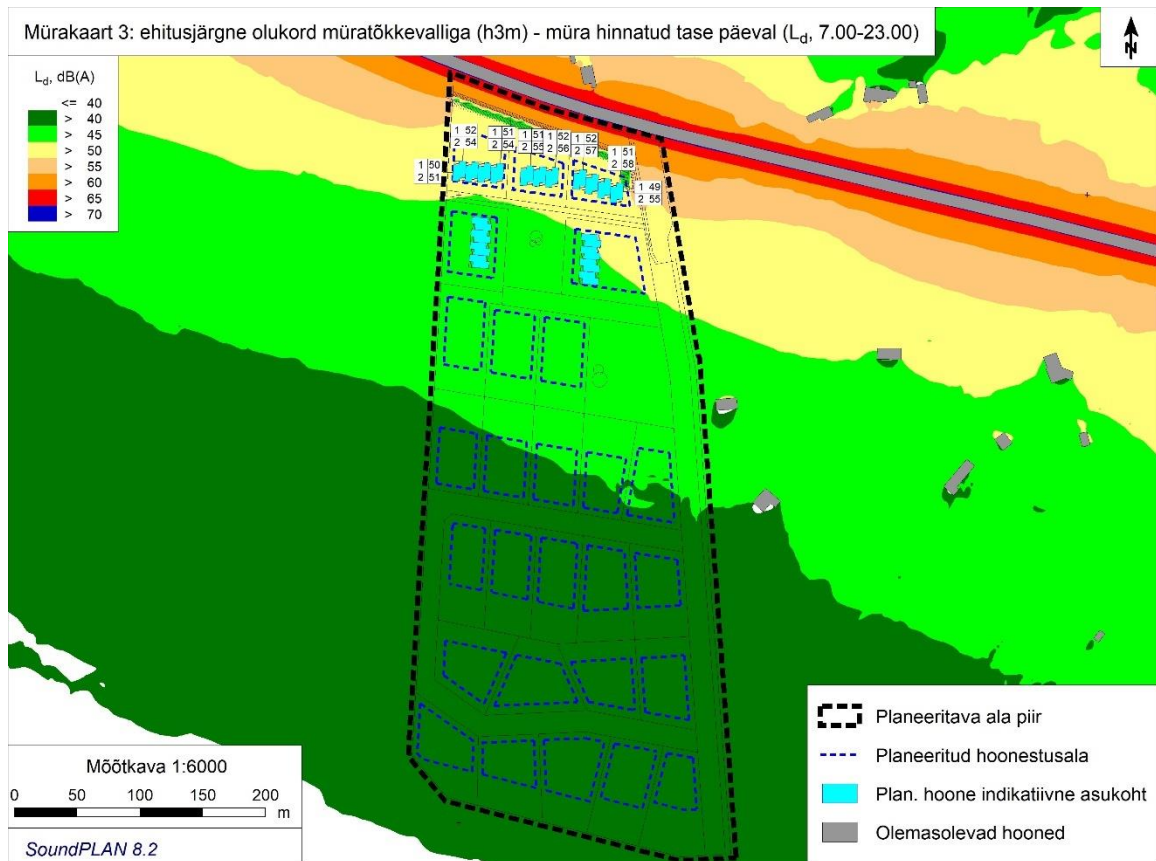 Mürakaart 3: ehitusjärgne olukord müratõkkevalliga (h3m) - müra hinnatud tase päeval (Ld, 7.00-23.00)
N
Ld, dB(A)
<= 40
> 40
> 45
> 50
> 55
> 60
> 65
> 70
1 52
2 54
1 51
2 54
1 51
2 55
1 52
2 56
1 52
2 57
1 51
2 58
1 50
2 51
1 49
2 55
Planeeritava ala piir
Planeeritud hoonestusala
Plan. hoone indikatiivne asukoht
Olemasolevad hooned
Mõõtkava 1:6000
0 50 100 150 200
m
SoundPLAN 8.2